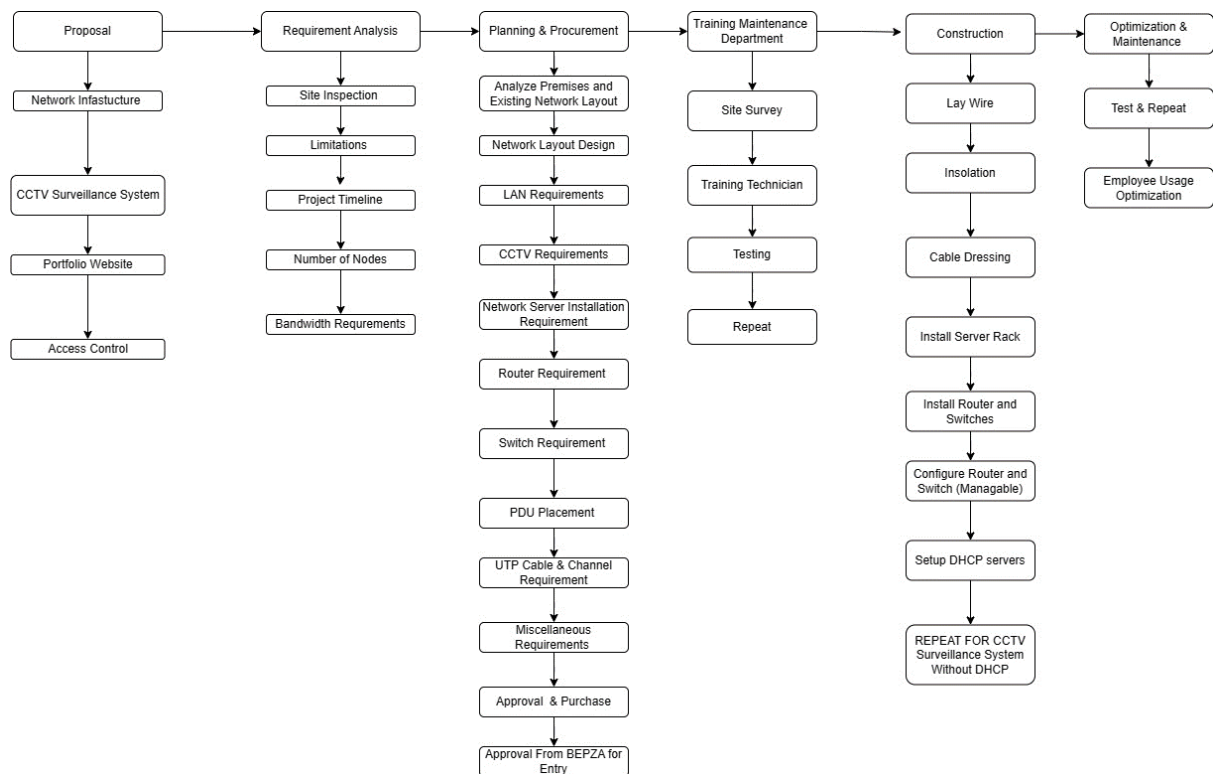 Proposal
Network Infastucture
CCTV Surveillance System
Portfolio Website
Access Control
Requirement Analysis
Site Inspection
Limitations
Project Timeline
Number of Nodes
Bandwidth Requrements
Planning & Procurement
Analyze Premises and
Existing Network Layout
Network Layout Design
LAN Requirements
CCTV Requirements
Network Server Installation
Requirement
Router Requirement
Switch Requirement
PDU Placement
UTP Cable & Channel
Requirement
Miscellaneous
Requirements
Approval & Purchase
Approval From BEPZA for
Entry
Training Maintenance
Department
Site Survey
Training Technician
Testing
Repeat
Construction
Lay Wire
Insolation
Cable Dressing
Install Server Rack
Install Router and
Switches
Configure Router and
Switch (Managable)
Setup DHCP servers
REPEAT FOR CCTV
Surveillance System
Without DHCP
Optimization &
Maintenance
Test & Repeat
Employee Usage
Optimization